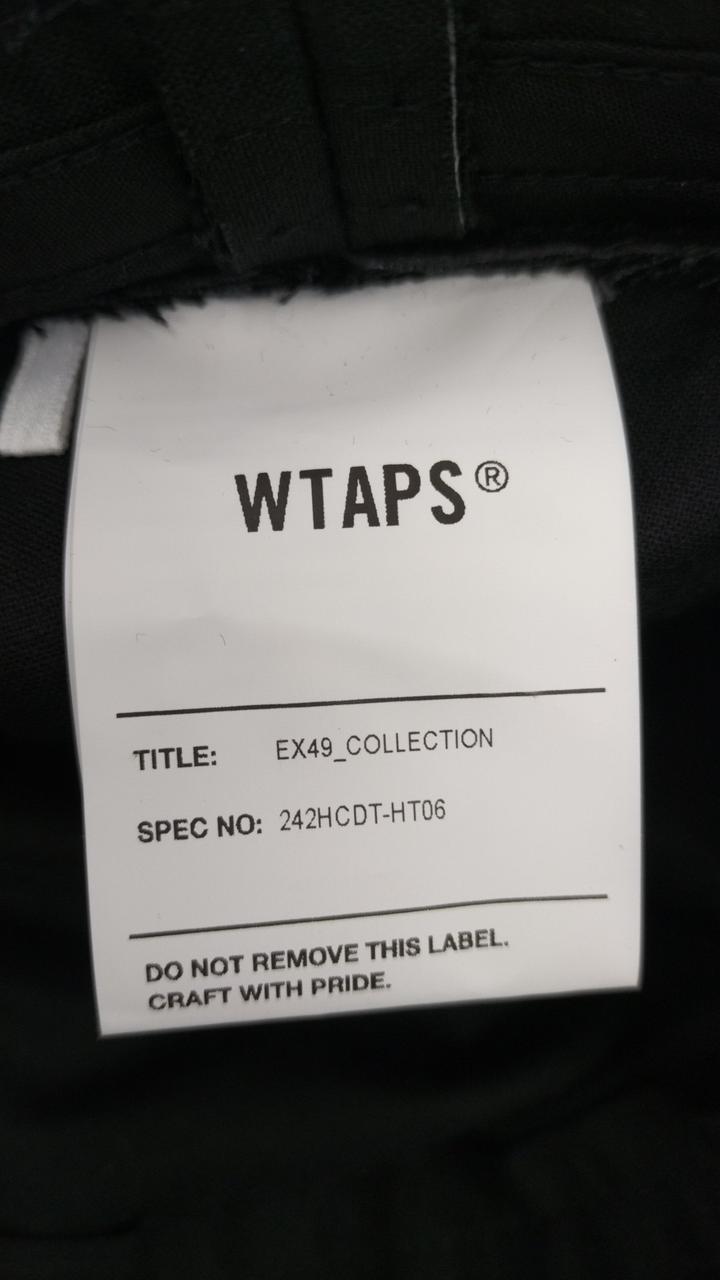 WTAPS®
TITLE: EX49_COLLECTION
SPEC NO: 242HCDT-HT06
DO NOT REMOVE THIS LABEL.
CRAFT WITH PRIDE.